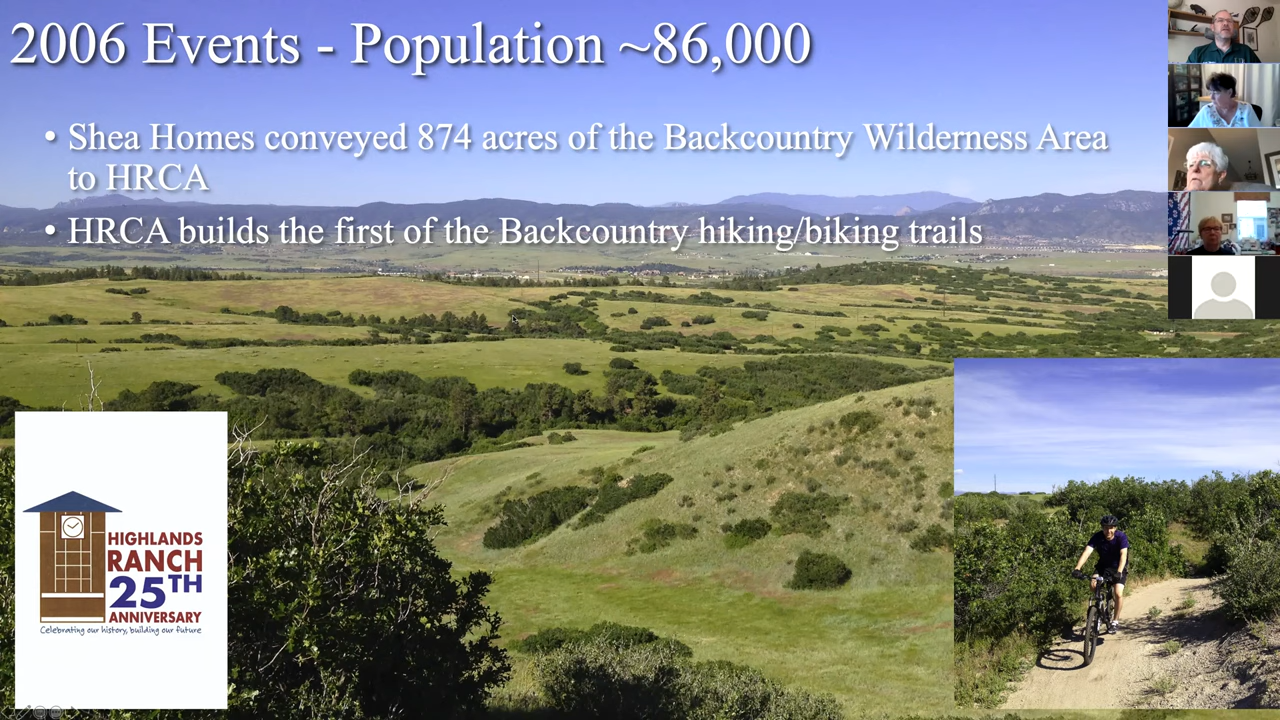 2006 Events - Population ~86,000
• Shea Homes conveyed 874 acres of the Backcountry Wilderness Area
to HRCA
• HRCA builds the first of the Backcountry hiking/biking trails
HIGHLANDS
RANCH
25TH
ANNIVERSARY
Celebrating our history, building our future